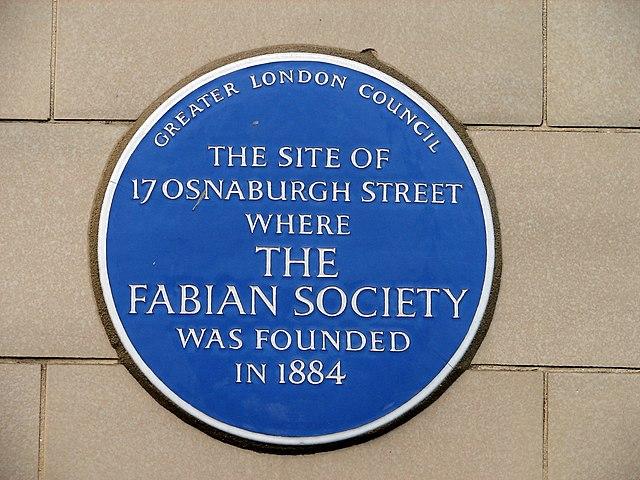 GREATER LONDON COUNCIL
THE SITE OF
17 OSNABURGH STREET
WHERE
THE
FABIAN SOCIETY
WAS FOUNDED
IN 1884